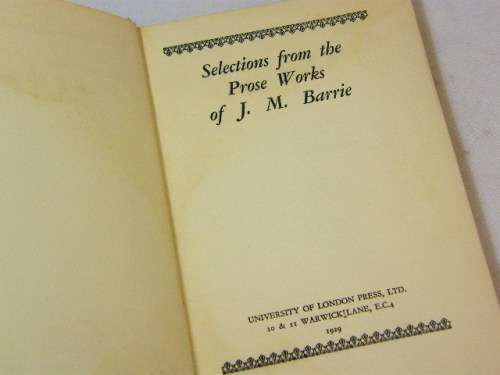 Selections from the
Prose Works
of J. M. Barrie
UNIVERSITY OF LONDON PRESS, LTD.
10 & 11 WARWICK LANE, E.C.4
1929